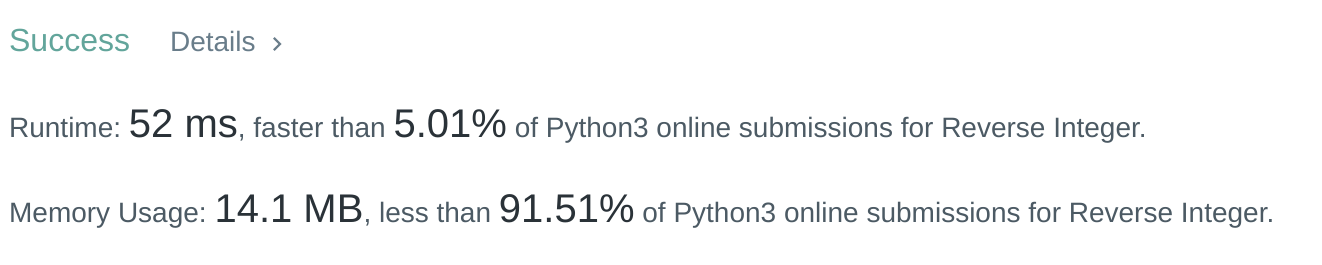 Success Details >
Runtime: 52 ms, faster than 5.01% of Python3 online submissions for Reverse Integer.
Memory Usage: 14.1 MB, less than 91.51% of Python3 online submissions for Reverse Integer.